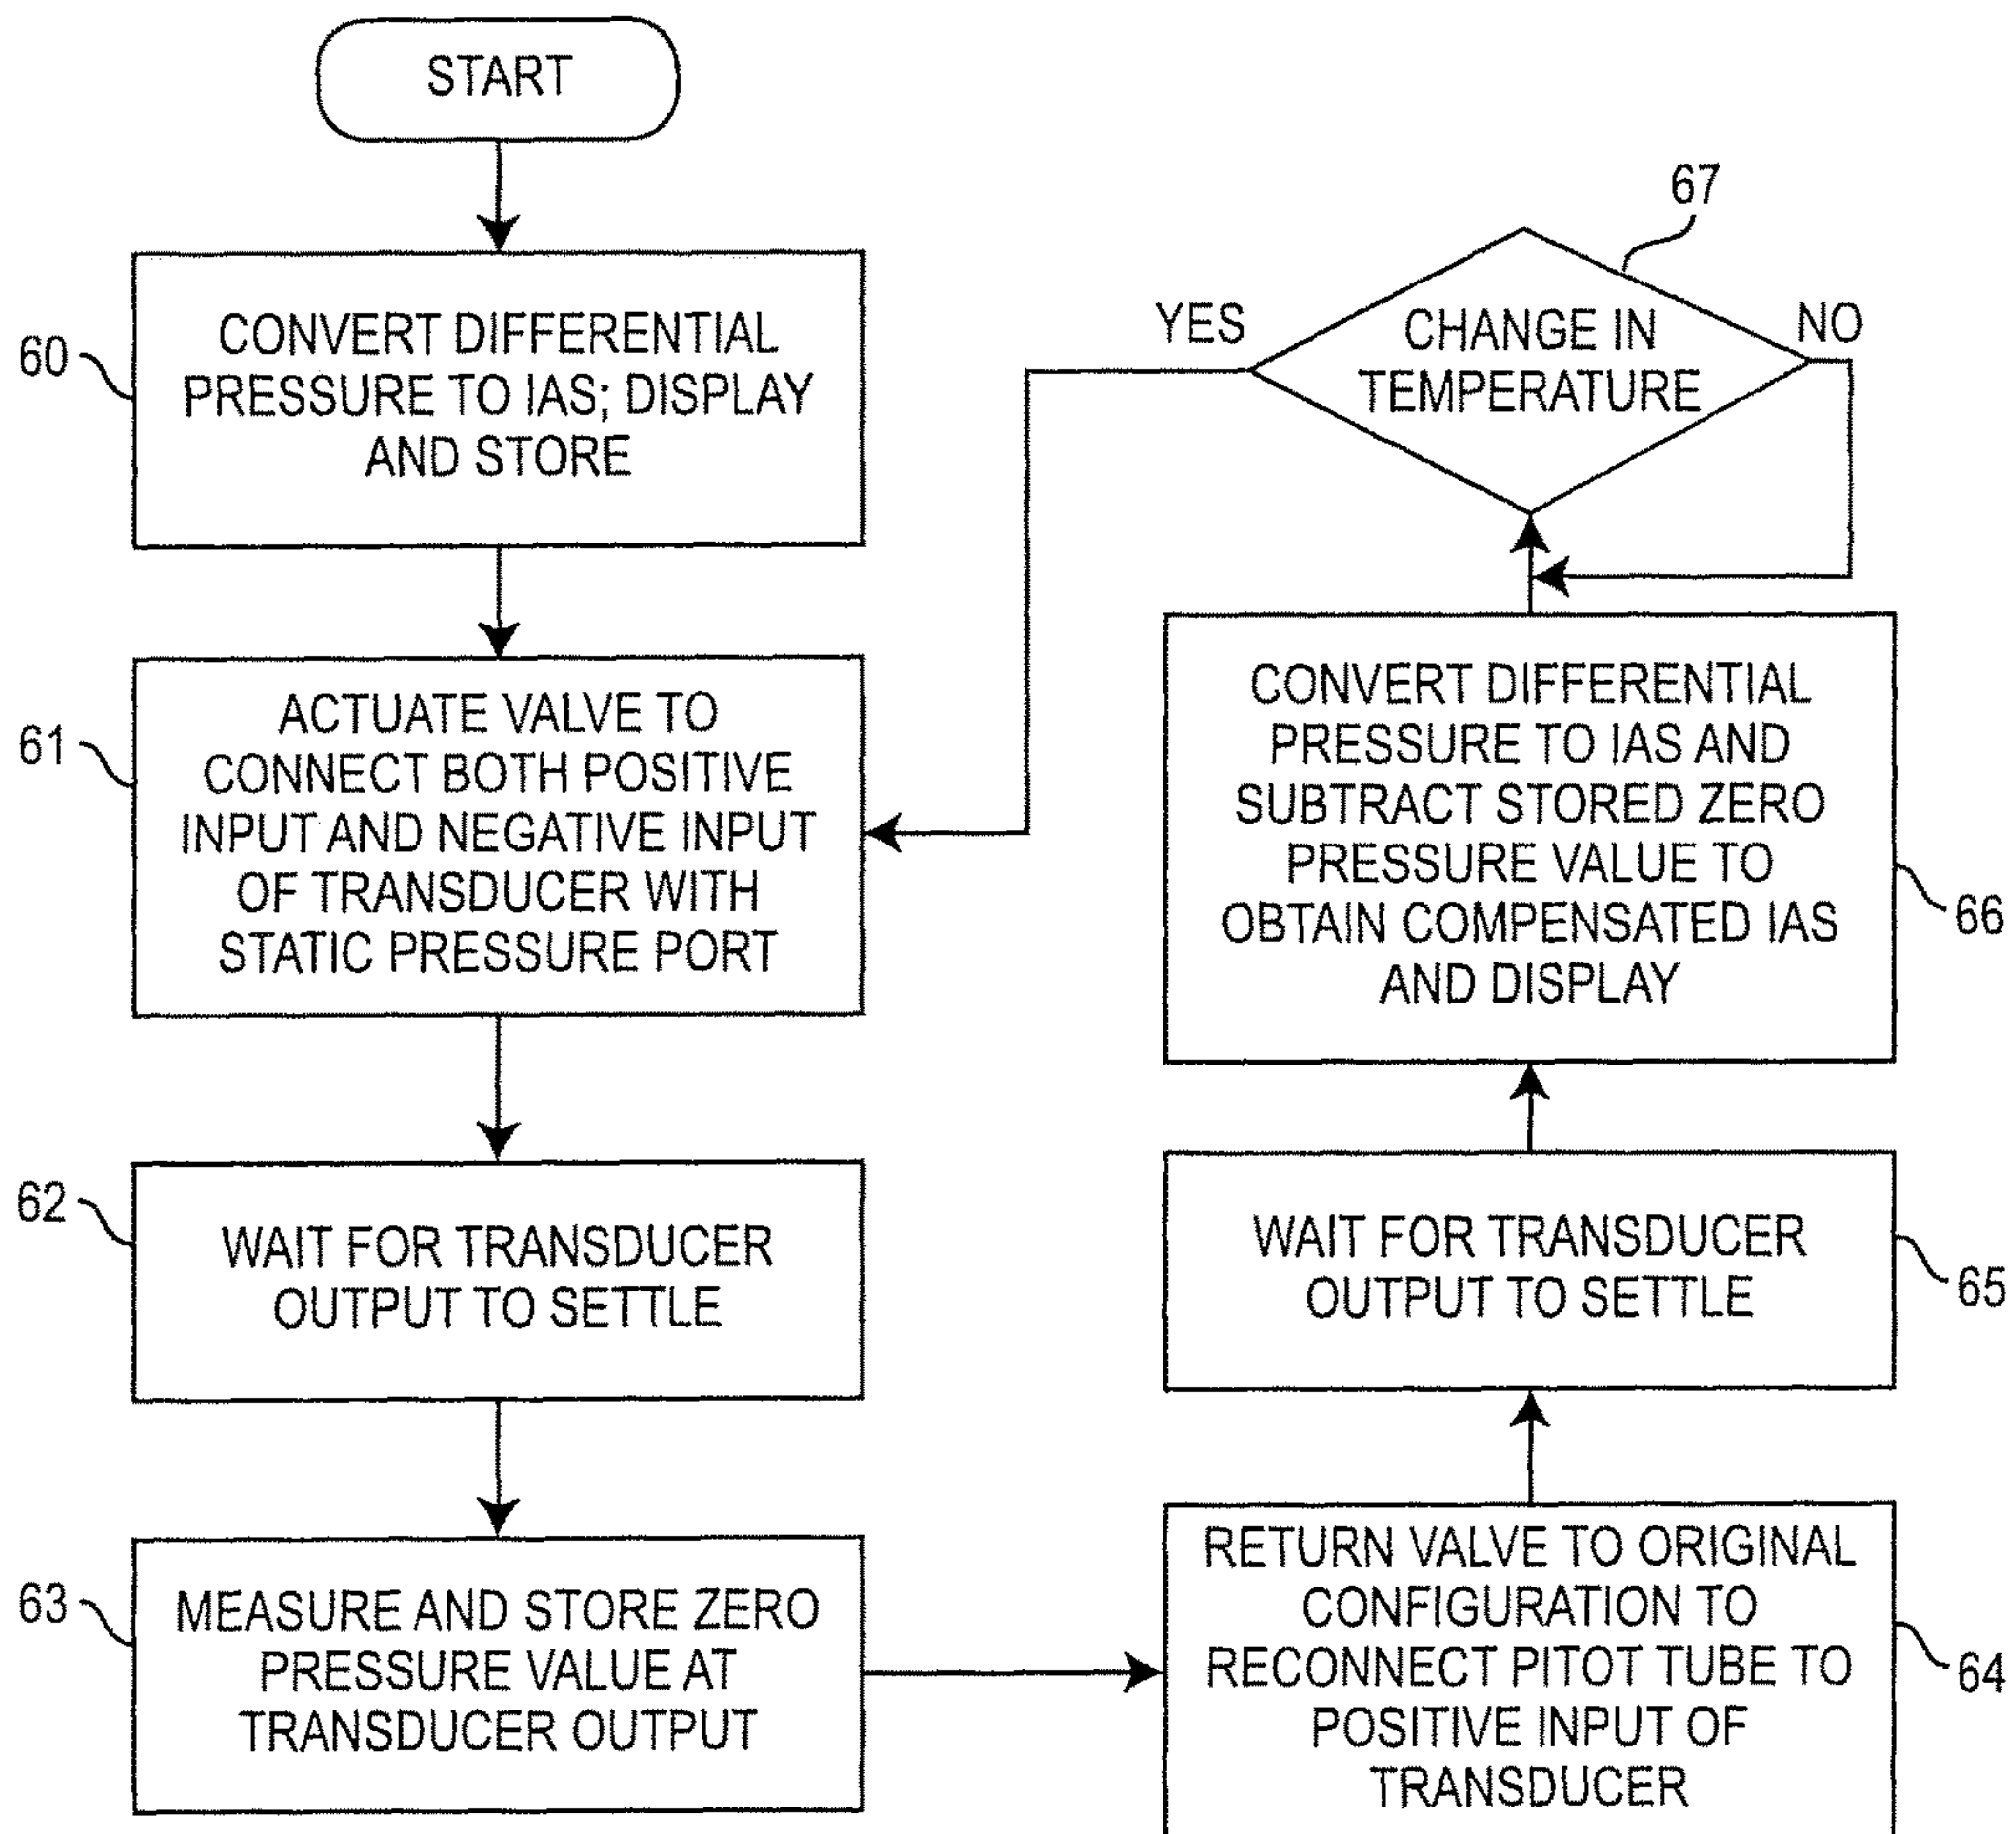 START
60
CONVERT DIFFERENTIAL
PRESSURE TO IAS; DISPLAY
AND STORE
61
ACTUATE VALVE TO
CONNECT BOTH POSITIVE
INPUT AND NEGATIVE INPUT
OF TRANSDUCER WITH
STATIC PRESSURE PORT
62
WAIT FOR TRANSDUCER
OUTPUT TO SETTLE
63
MEASURE AND STORE ZERO
PRESSURE VALUE AT
TRANSDUCER OUTPUT
RETURN VALVE TO ORIGINAL
CONFIGURATION TO
RECONNECT PITOT TUBE TO
POSITIVE INPUT OF
TRANSDUCER
64
WAIT FOR TRANSDUCER
OUTPUT TO SETTLE
65
CONVERT DIFFERENTIAL
PRESSURE TO IAS AND
SUBTRACT STORED ZERO
PRESSURE VALUE TO
OBTAIN COMPENSATED IAS
AND DISPLAY
66
67
YES
CHANGE IN
TEMPERATURE
NO